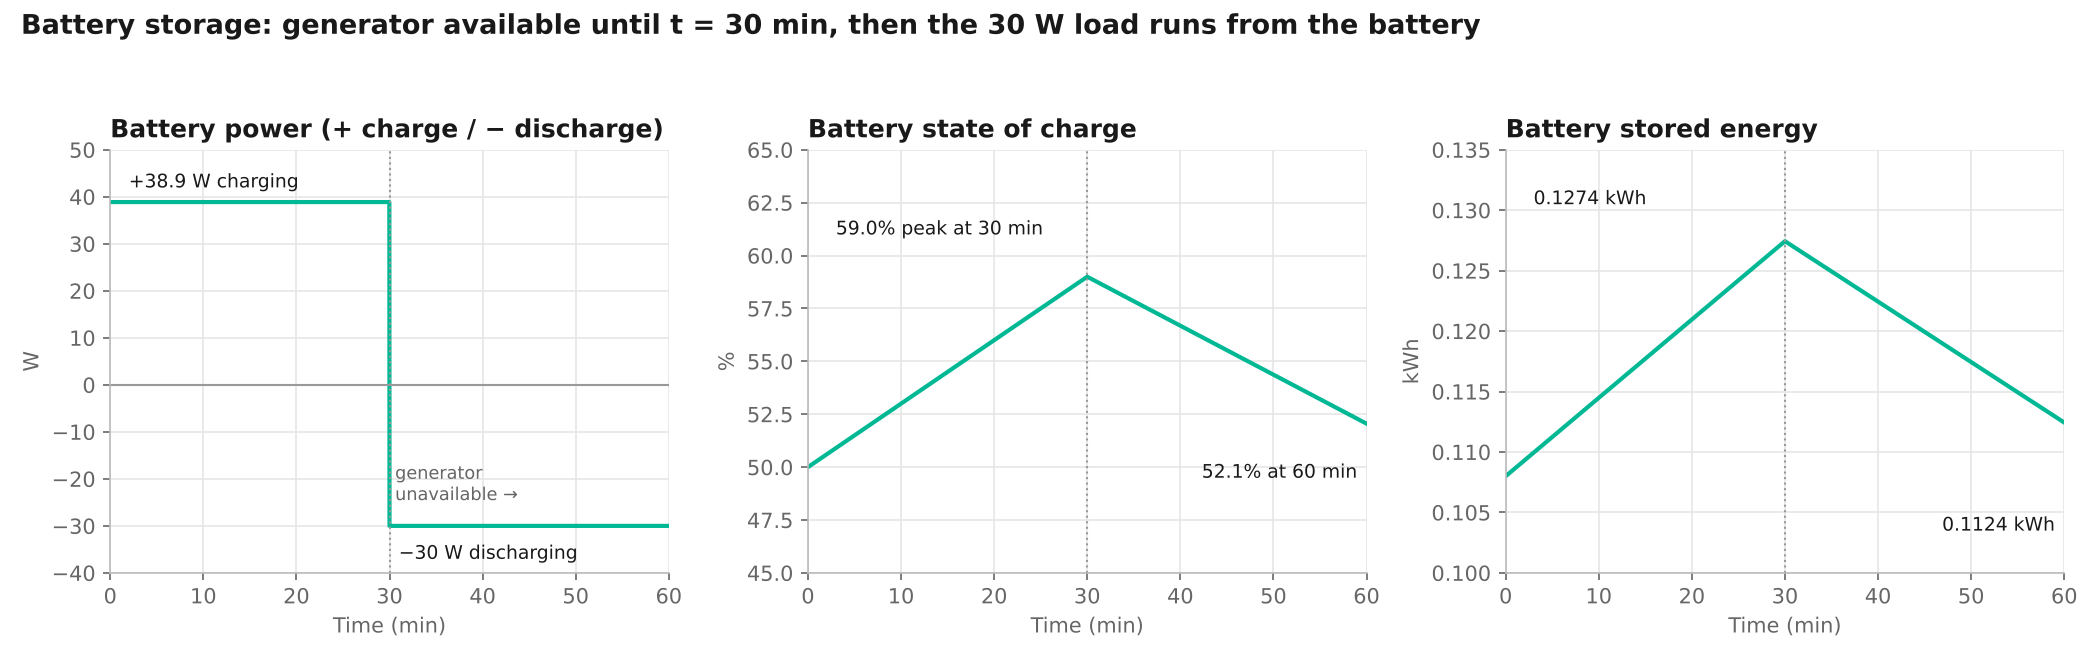 Battery storage: generator available until t = 30 min, then the 30 W load runs from the battery
Battery power (+ charge / − discharge)
50
40
30
20
10
0
−10
−20
−30
−40
W
+38.9 W charging
generator
unavailable →
−30 W discharging
0 10 20 30 40 50 60
Time (min)
Battery state of charge
65.0
62.5
60.0
57.5
55.0
52.5
50.0
47.5
45.0
%
59.0% peak at 30 min
52.1% at 60 min
0 10 20 30 40 50 60
Time (min)
Battery stored energy
0.135
0.130
0.125
0.120
0.115
0.110
0.105
0.100
kWh
0.1274 kWh
0.1124 kWh
0 10 20 30 40 50 60
Time (min)